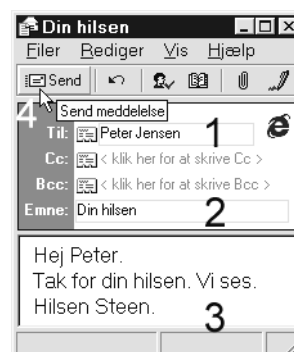 Din hilsen
Filer Rediger Vis Hjælp
Send
Send meddelelse
4
Til: Peter Jensen 1
Cc: < klik her for at skrive Cc >
Bcc: < klik her for at skrive Bcc >
Emne: Din hilsen 2
Hej Peter.
Tak for din hilsen. Vi ses.
Hilsen Steen.
3